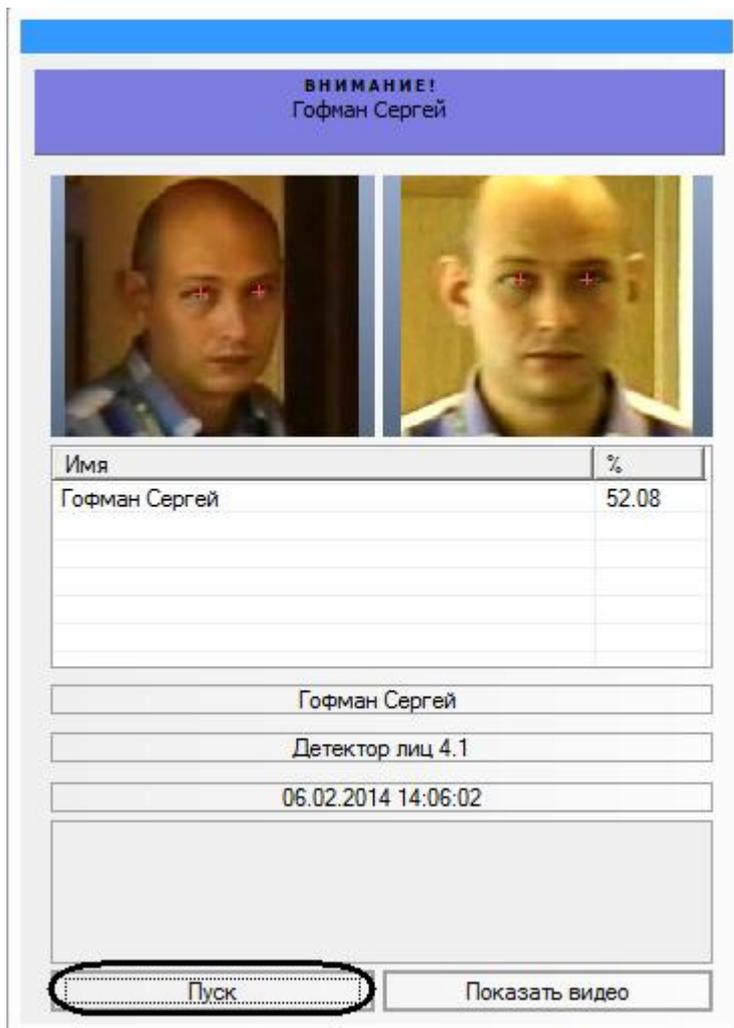 ВНИМАНИЕ!
Гофман Сергей
Имя %
Гофман Сергей 52.08
Гофман Сергей
Детектор лиц 4.1
06.02.2014 14:06:02
Пуск Показать видео